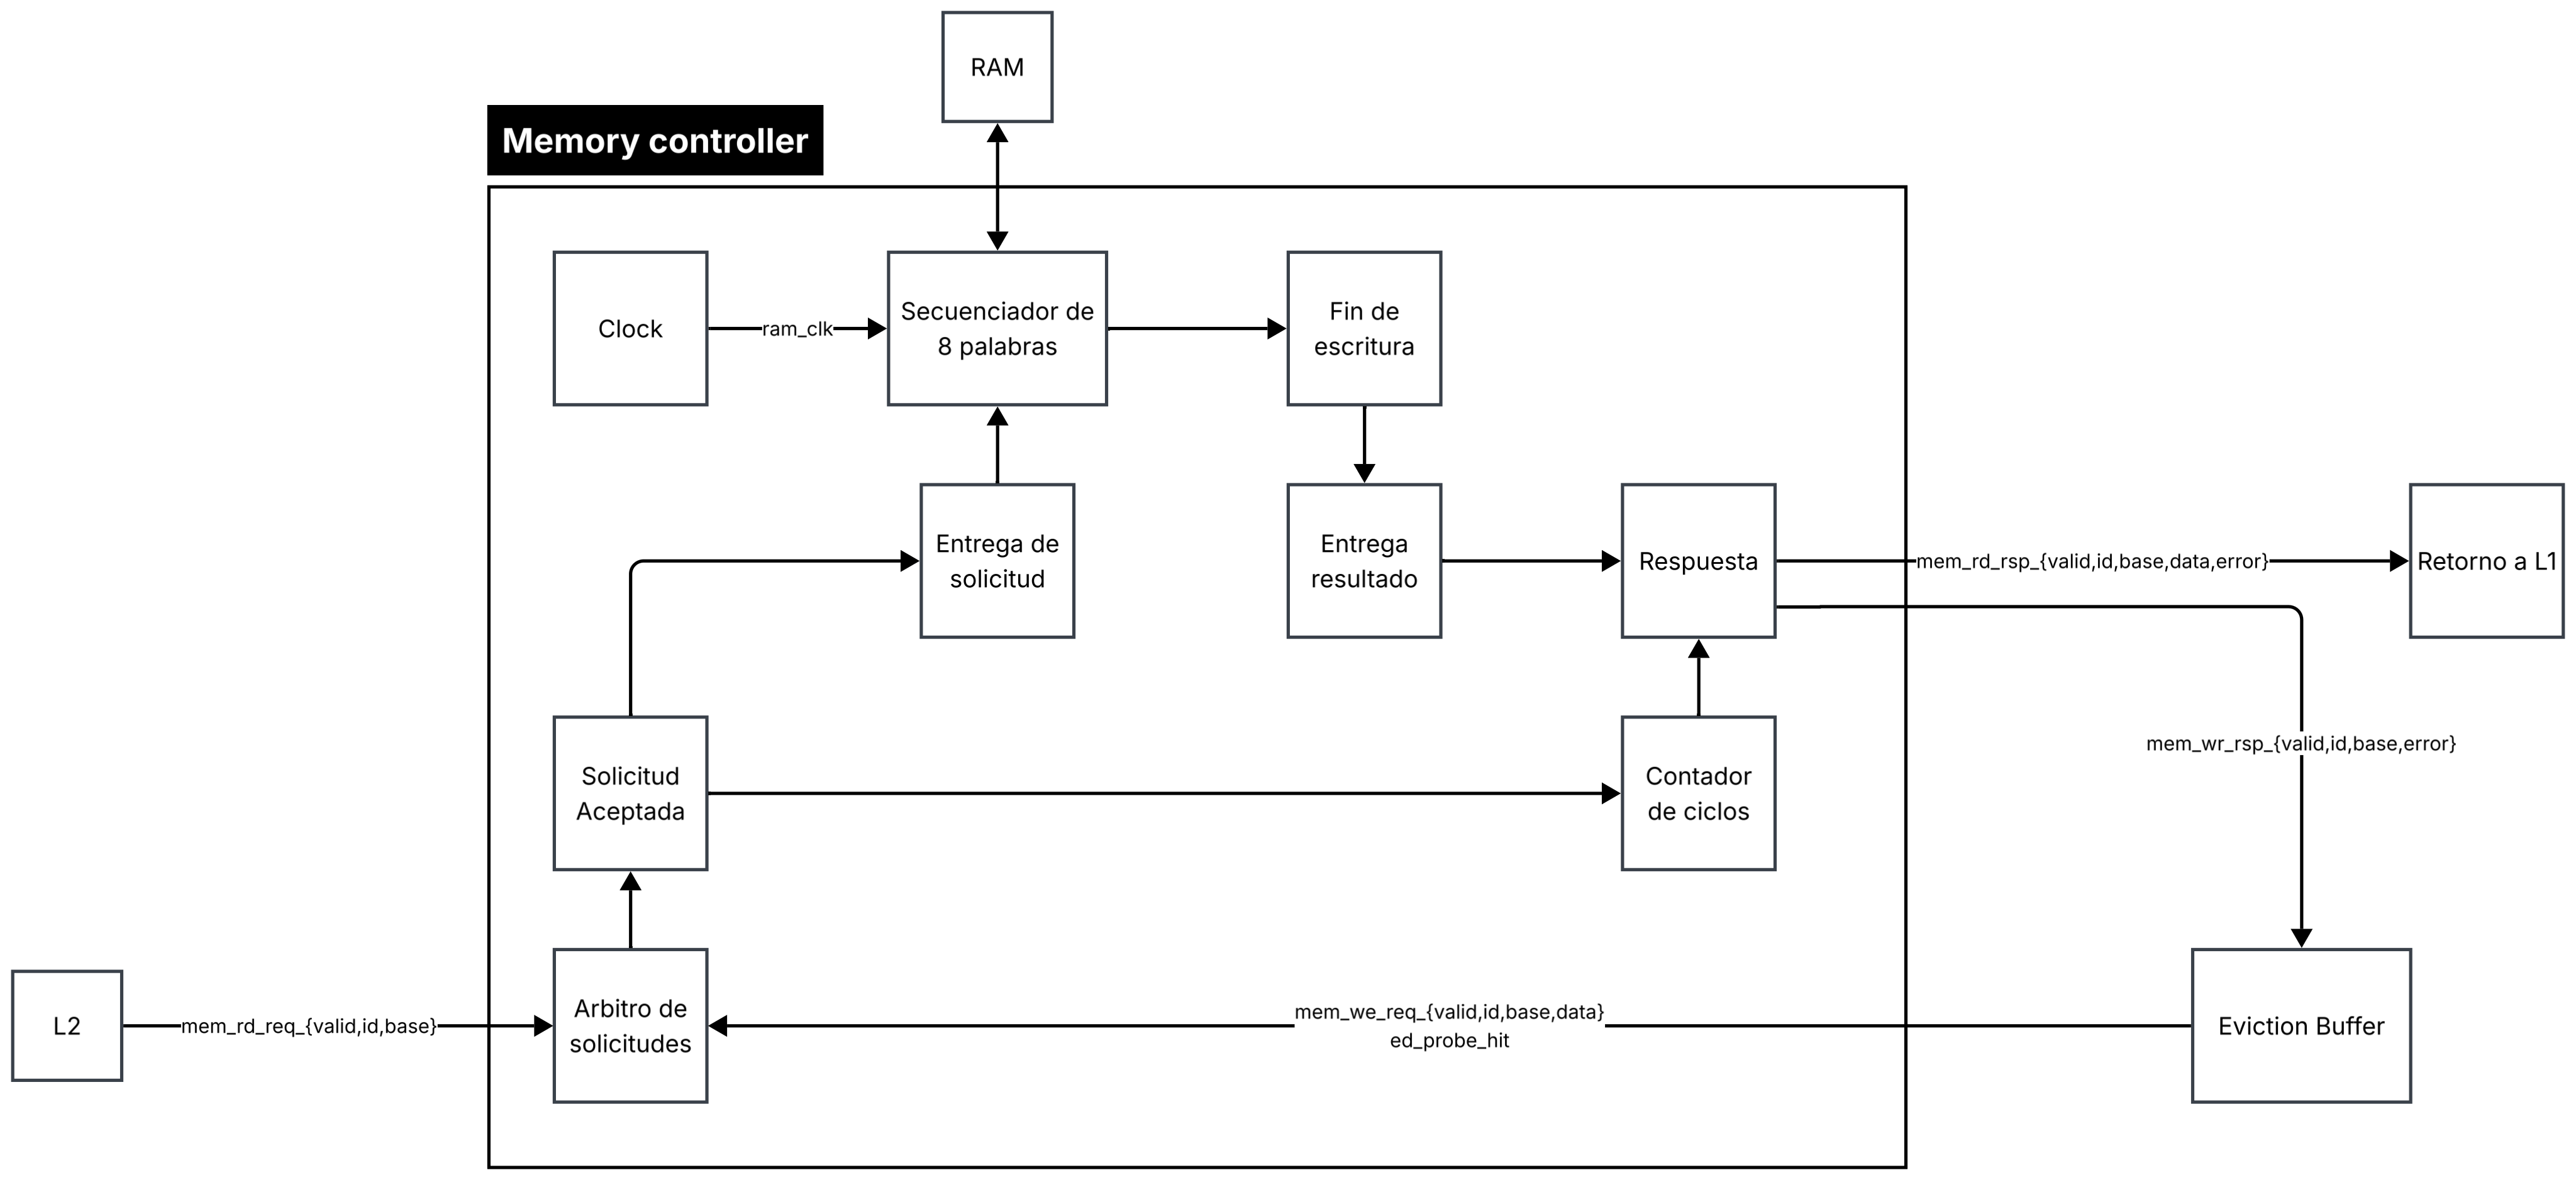 RAM
Memory controller
Clock
ram_clk
Secuenciador de
8 palabras
Fin de
escritura
Entrega de
solicitud
Entrega
resultado
Respuesta
mem_rd_rsp_{valid,id,base,data,error}
Retorno a L1
Solicitud
Aceptada
Contador
de ciclos
mem_wr_rsp_{valid,id,base,error}
L2
mem_rd_req_{valid,id,base}
Arbitro de
solicitudes
mem_we_req_{valid,id,base,data}
ed_probe_hit
Eviction Buffer